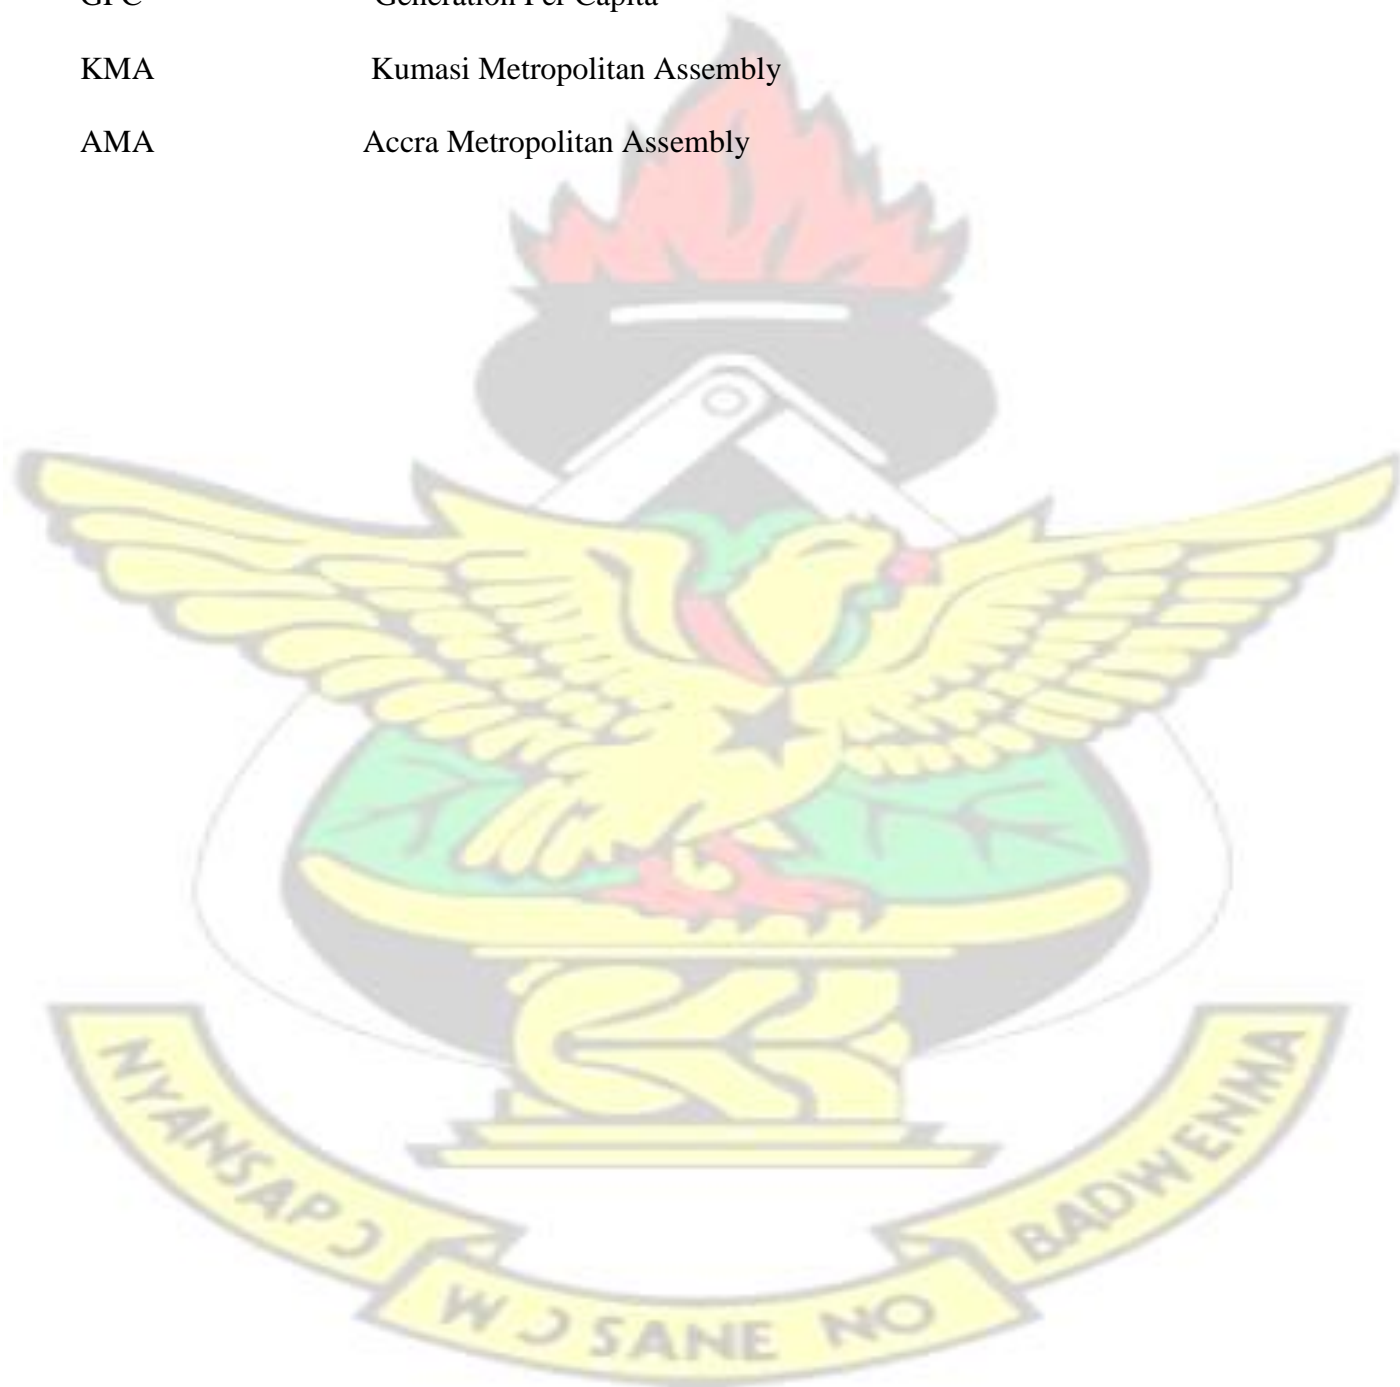 GPC Generation Per Capita
KMA Kumasi Metropolitan Assembly
AMA Accra Metropolitan Assembly
NYANSAPƆ WƆSANE NO BADWENMA